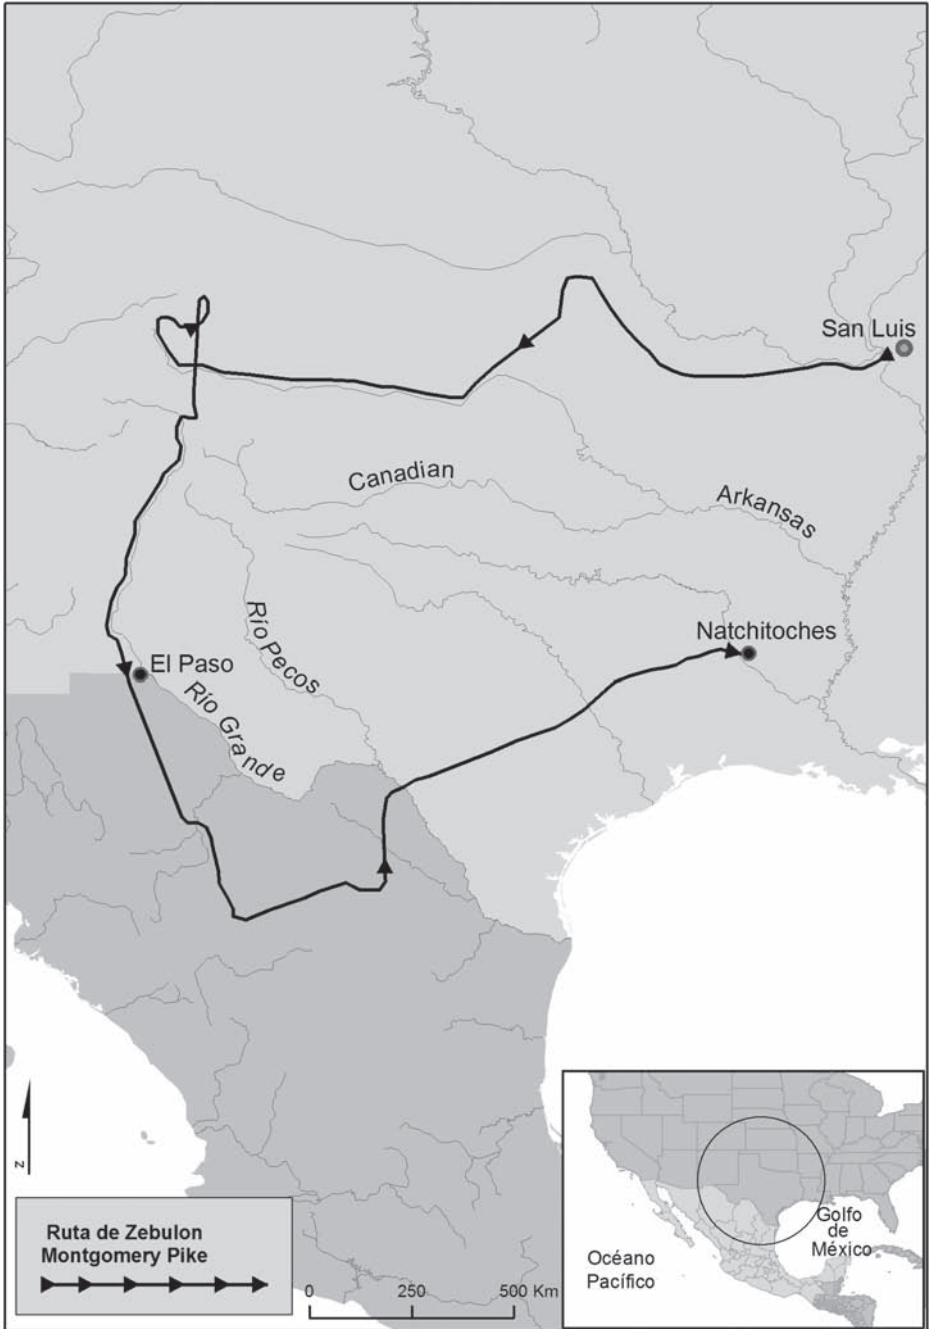 San Luis
Canadian
Arkansas
Río Pecos
Natchitoches
El Paso
Río Grande
z
Ruta de Zebulon
Montgomery Pike
0 250 500 Km
Golfo
de
México
Océano
Pacífico